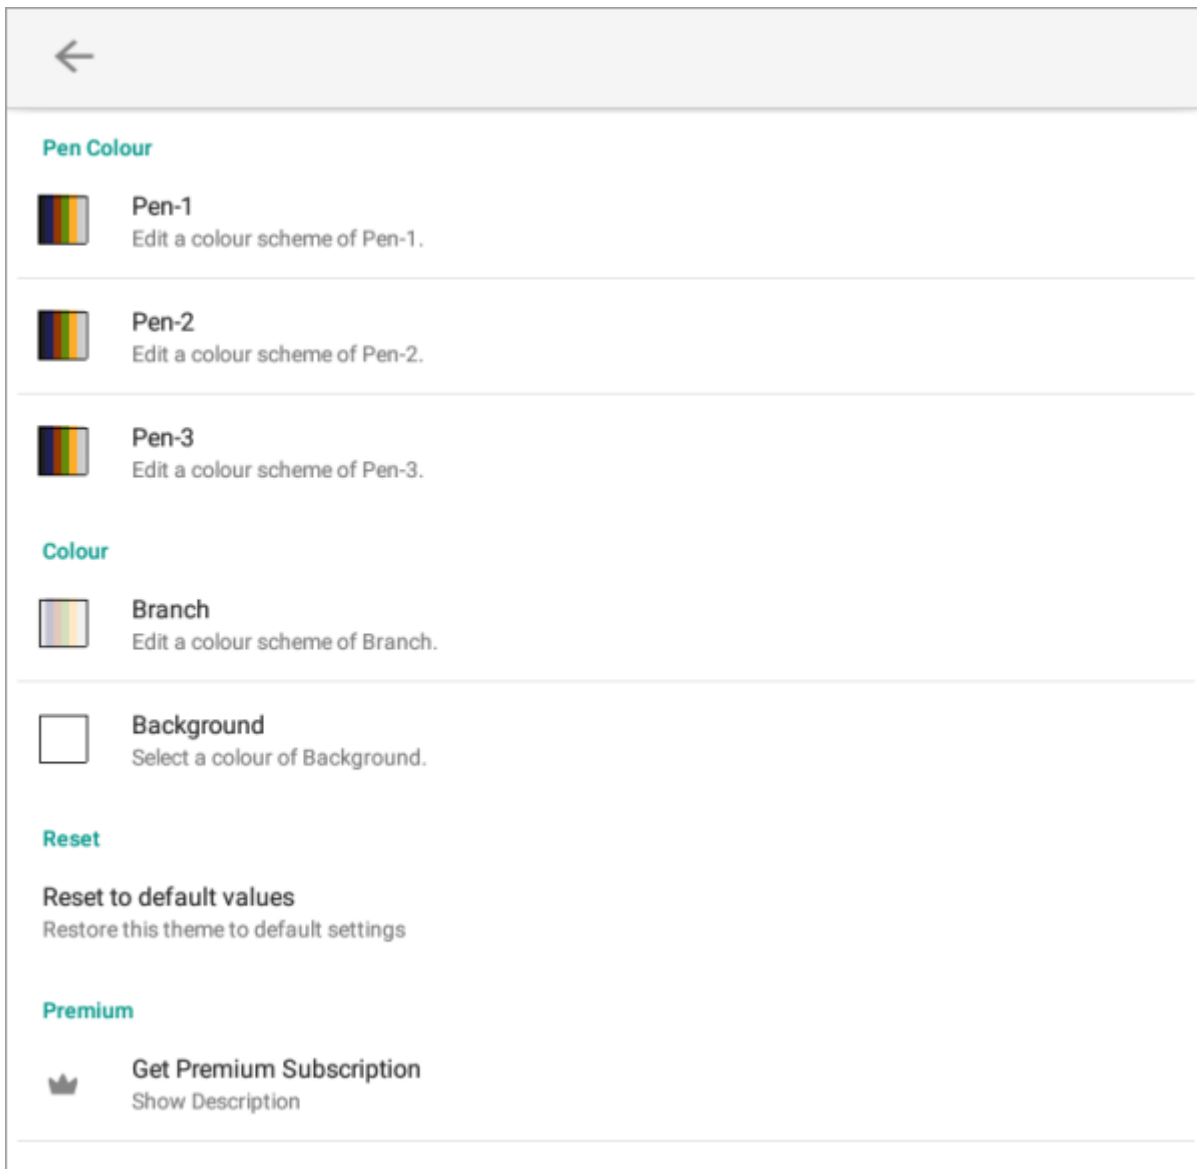 Pen Colour
Pen-1
Edit a colour scheme of Pen-1.
Pen-2
Edit a colour scheme of Pen-2.
Pen-3
Edit a colour scheme of Pen-3.
Colour
Branch
Edit a colour scheme of Branch.
Background
Select a colour of Background.
Reset
Reset to default values
Restore this theme to default settings
Premium
Get Premium Subscription
Show Description